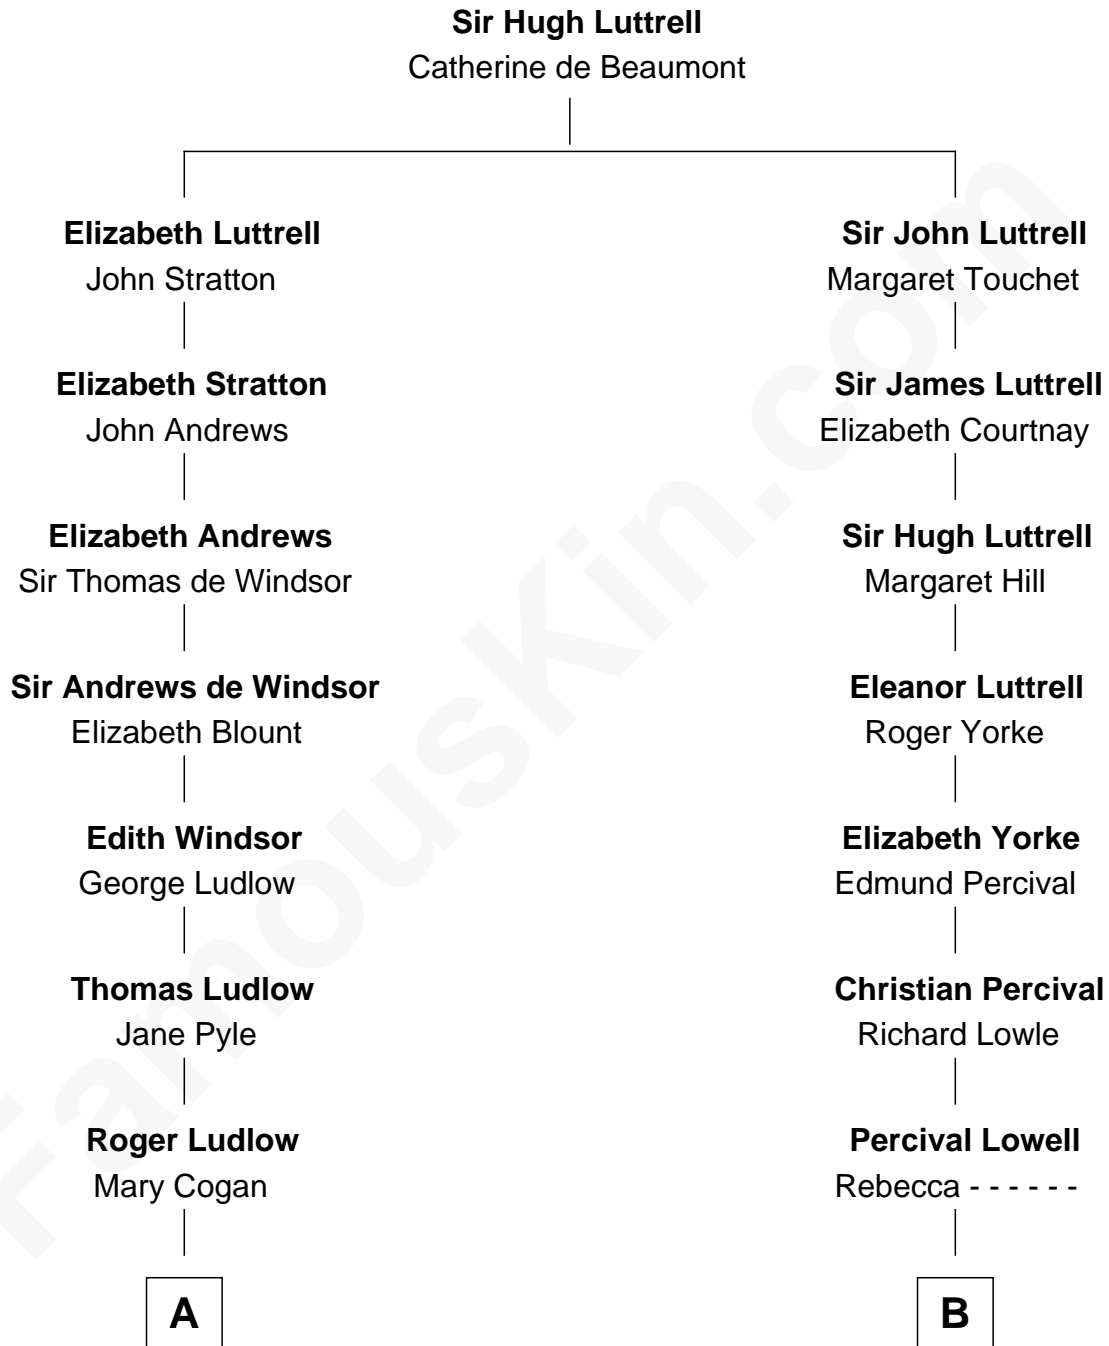 Sir Hugh Luttrell
Catherine de Beaumont
Elizabeth Luttrell
John Stratton
Sir John Luttrell
Margaret Touchet
Elizabeth Stratton
John Andrews
Sir James Luttrell
Elizabeth Courtnay
Elizabeth Andrews
Sir Thomas de Windsor
Sir Hugh Luttrell
Margaret Hill
Sir Andrews de Windsor
Elizabeth Blount
Eleanor Luttrell
Roger Yorke
Edith Windsor
George Ludlow
Elizabeth Yorke
Edmund Percival
Thomas Ludlow
Jane Pyle
Christian Percival
Richard Lowle
Roger Ludlow
Mary Cogan
Percival Lowell
Rebecca - - - - - -
A
B
FamousKin.com